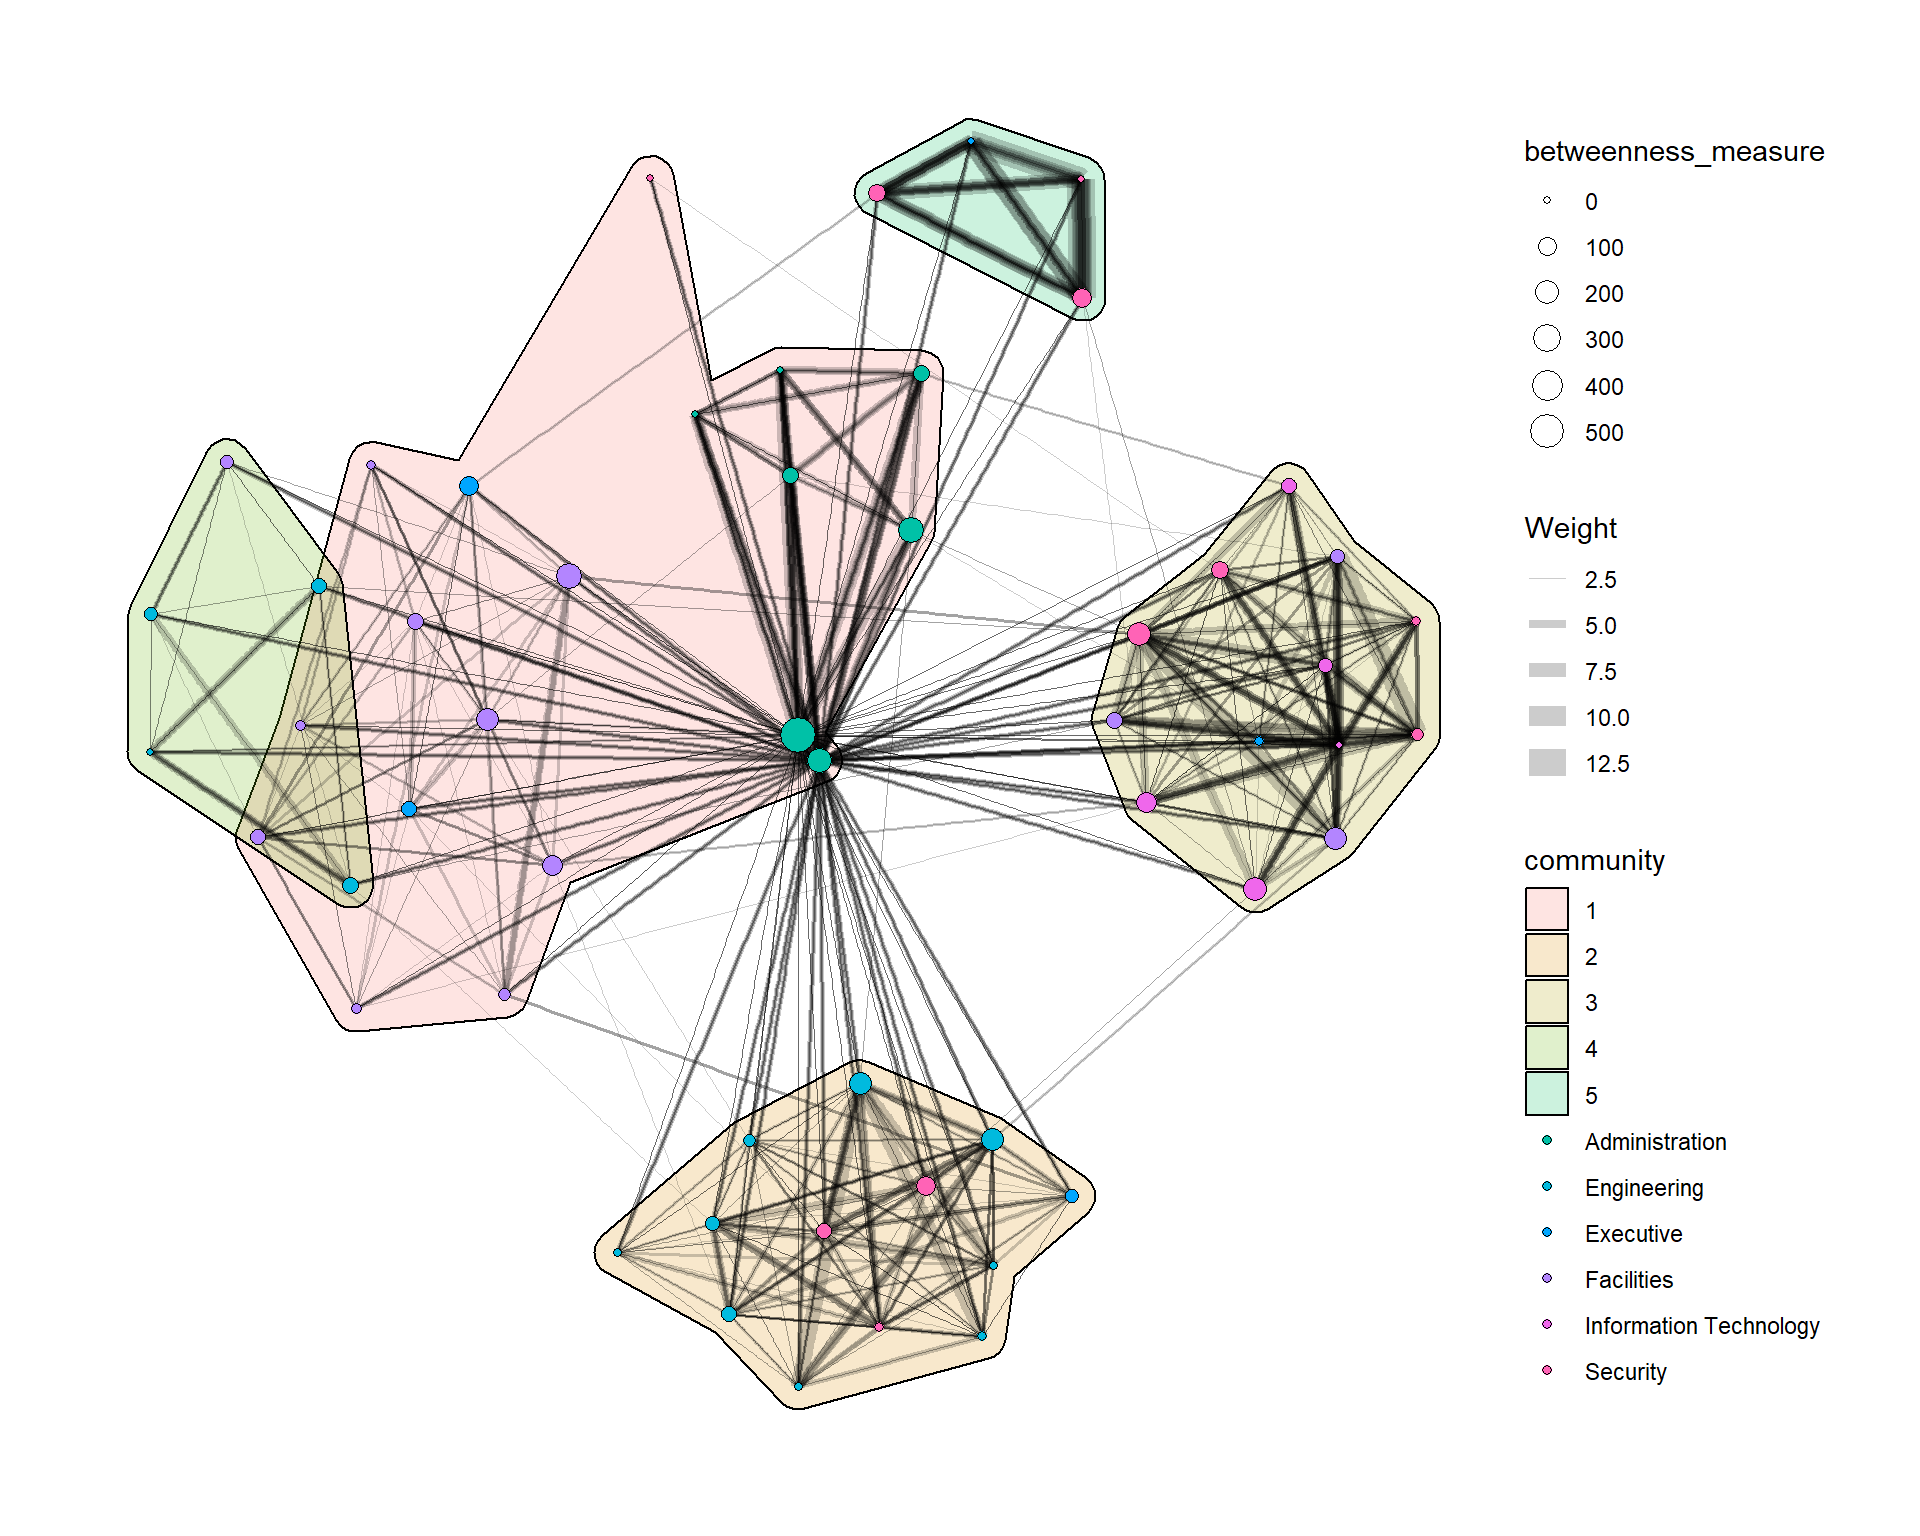 betweenness_measure
0
100
200
300
400
500
Weight
2.5
5.0
7.5
10.0
12.5
community
1
2
3
4
5
Administration
Engineering
Executive
Facilities
Information Technology
Security